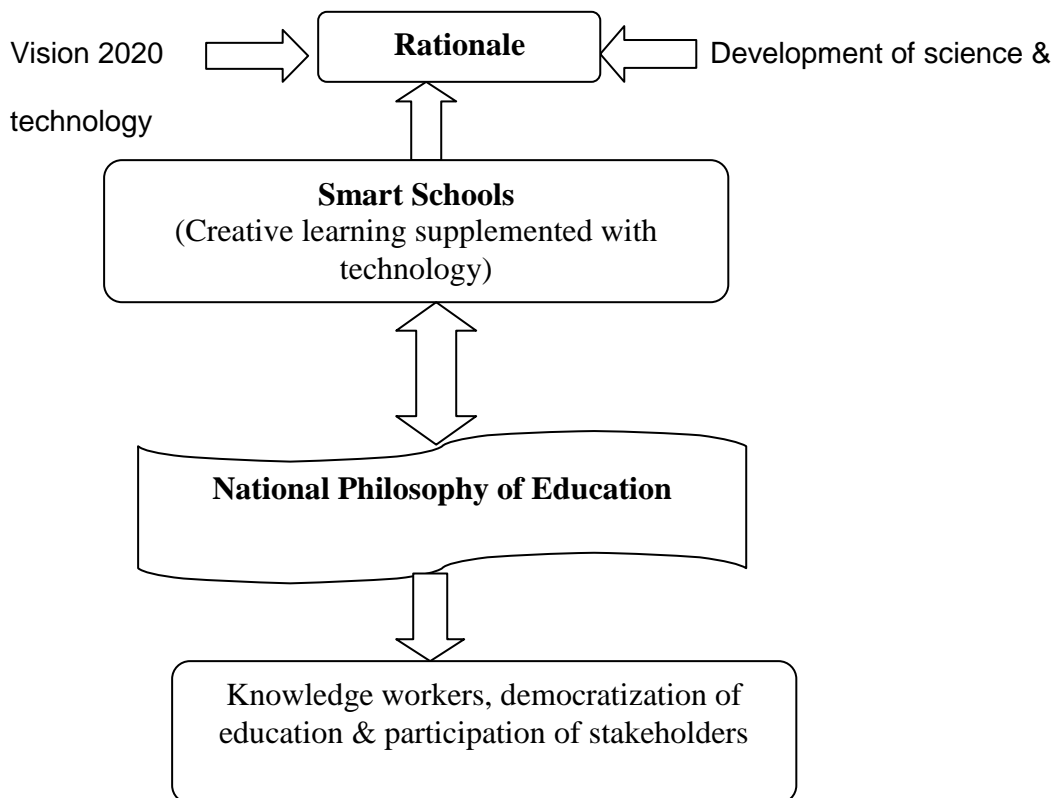 Rationale
Vision 2020
Development of science &
technology
Smart Schools
(Creative learning supplemented with
technology)
National Philosophy of Education
Knowledge workers, democratization of
education & participation of stakeholders